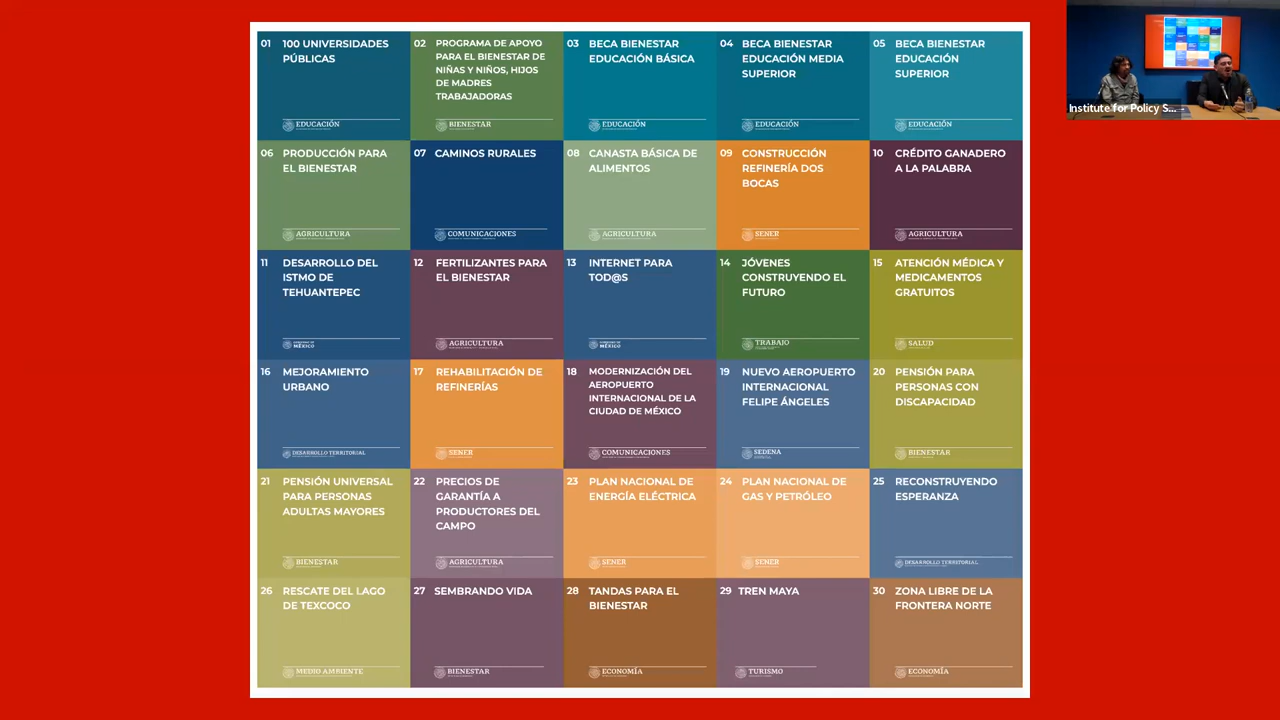 01 100 UNIVERSIDADES
PÚBLICAS
EDUCACIÓN
02 PROGRAMA DE APOYO
PARA EL BIENESTAR DE
NIÑAS Y NIÑOS, HIJOS
DE MADRES
TRABAJADORAS
BIENESTAR
03 BECA BIENESTAR
EDUCACIÓN BÁSICA
EDUCACIÓN
04 BECA BIENESTAR
EDUCACIÓN MEDIA
SUPERIOR
EDUCACIÓN
05 BECA BIENESTAR
EDUCACIÓN
SUPERIOR
EDUCACIÓN
Institute for Policy S...
06 PRODUCCIÓN PARA
EL BIENESTAR
AGRICULTURA
07 CAMINOS RURALES
COMUNICACIONES
08 CANASTA BÁSICA DE
ALIMENTOS
AGRICULTURA
09 CONSTRUCCIÓN
REFINERÍA DOS
BOCAS
SENER
10 CRÉDITO GANADERO
A LA PALABRA
AGRICULTURA
11 DESARROLLO DEL
ISTMO DE
TEHUANTEPEC
GOBIERNO DE
MÉXICO
12 FERTILIZANTES PARA
EL BIENESTAR
AGRICULTURA
13 INTERNET PARA
TOD@S
GOBIERNO DE
MÉXICO
14 JÓVENES
CONSTRUYENDO EL
FUTURO
TRABAJO
15 ATENCIÓN MÉDICA Y
MEDICAMENTOS
GRATUITOS
SALUD
16 MEJORAMIENTO
URBANO
DESARROLLO TERRITORIAL
17 REHABILITACIÓN DE
REFINERÍAS
SENER
18 MODERNIZACIÓN DEL
AEROPUERTO
INTERNACIONAL DE LA
CIUDAD DE MÉXICO
COMUNICACIONES
19 NUEVO AEROPUERTO
INTERNACIONAL
FELIPE ÁNGELES
SEDENA
20 PENSIÓN PARA
PERSONAS CON
DISCAPACIDAD
BIENESTAR
21 PENSIÓN UNIVERSAL
PARA PERSONAS
ADULTAS MAYORES
BIENESTAR
22 PRECIOS DE
GARANTÍA A
PRODUCTORES DEL
CAMPO
AGRICULTURA
23 PLAN NACIONAL DE
ENERGÍA ELÉCTRICA
SENER
24 PLAN NACIONAL DE
GAS Y PETRÓLEO
SENER
25 RECONSTRUYENDO
ESPERANZA
DESARROLLO TERRITORIAL
26 RESCATE DEL LAGO
DE TEXCOCO
MEDIO AMBIENTE
27 SEMBRANDO VIDA
BIENESTAR
28 TANDAS PARA EL
BIENESTAR
ECONOMÍA
29 TREN MAYA
TURISMO
30 ZONA LIBRE DE LA
FRONTERA NORTE
ECONOMÍA